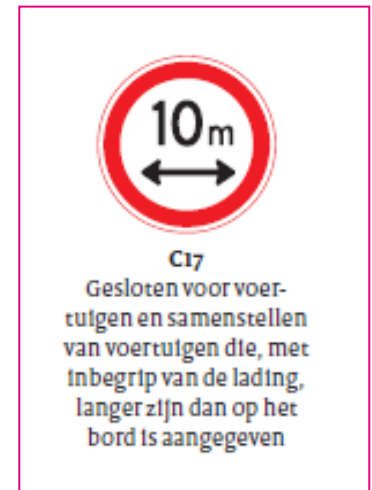 10m
C17
Gesloten voor voer-
tuigen en samenstellen
van voertuigen die, met
inbegrip van de lading,
langer zijn dan op het
bord is aangegeven